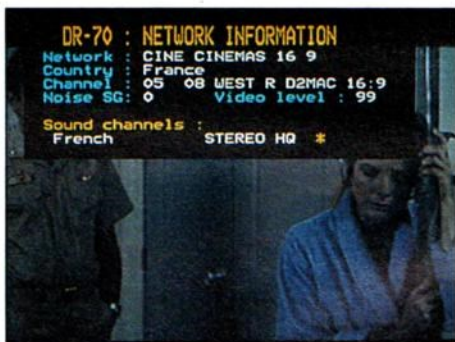 DR-70 : NETWORK INFORMATION
Network : CINE CINEMAS 16 9
Country : France
Channel : 05 08 WEST R D2MAC 16:9
Noise SG: 0 Video level : 99
Sound channels :
French STEREO HQ *